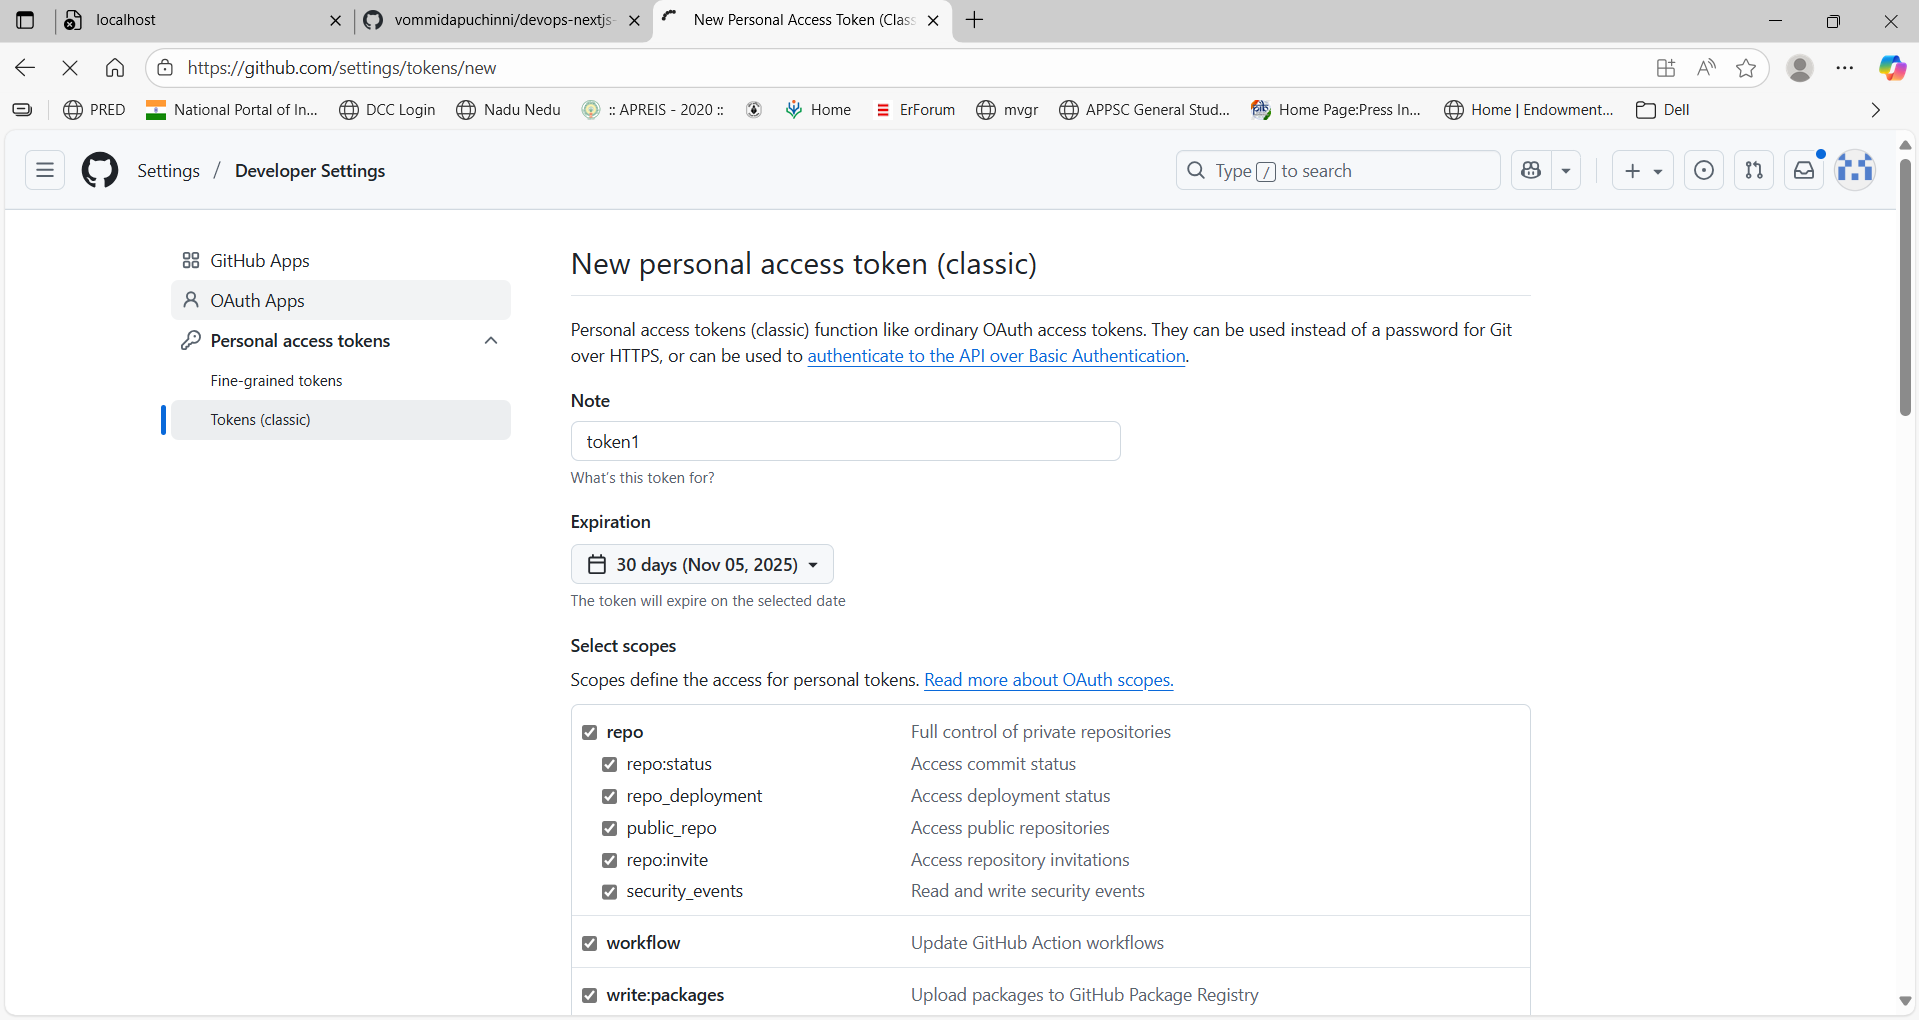 localhost
vommidapuchinni/devops-nextjs-
New Personal Access Token (Class
https://github.com/settings/tokens/new
PRED
National Portal of In...
DCC Login
Nadu Nedu
:: APREIS - 2020 ::
Home
ErForum
mvgr
APPSC General Stud...
Home Page:Press In...
Home | Endowment...
Dell
Settings / Developer Settings
Type / to search
GitHub Apps
OAuth Apps
Personal access tokens
Fine-grained tokens
Tokens (classic)
New personal access token (classic)
Personal access tokens (classic) function like ordinary OAuth access tokens. They can be used instead of a password for Git
over HTTPS, or can be used to authenticate to the API over Basic Authentication.
Note
token1
What's this token for?
Expiration
30 days (Nov 05, 2025)
The token will expire on the selected date
Select scopes
Scopes define the access for personal tokens. Read more about OAuth scopes.
repo Full control of private repositories
repo:status Access commit status
repo_deployment Access deployment status
public_repo Access public repositories
repo:invite Access repository invitations
security_events Read and write security events
workflow Update GitHub Action workflows
write:packages Upload packages to GitHub Package Registry